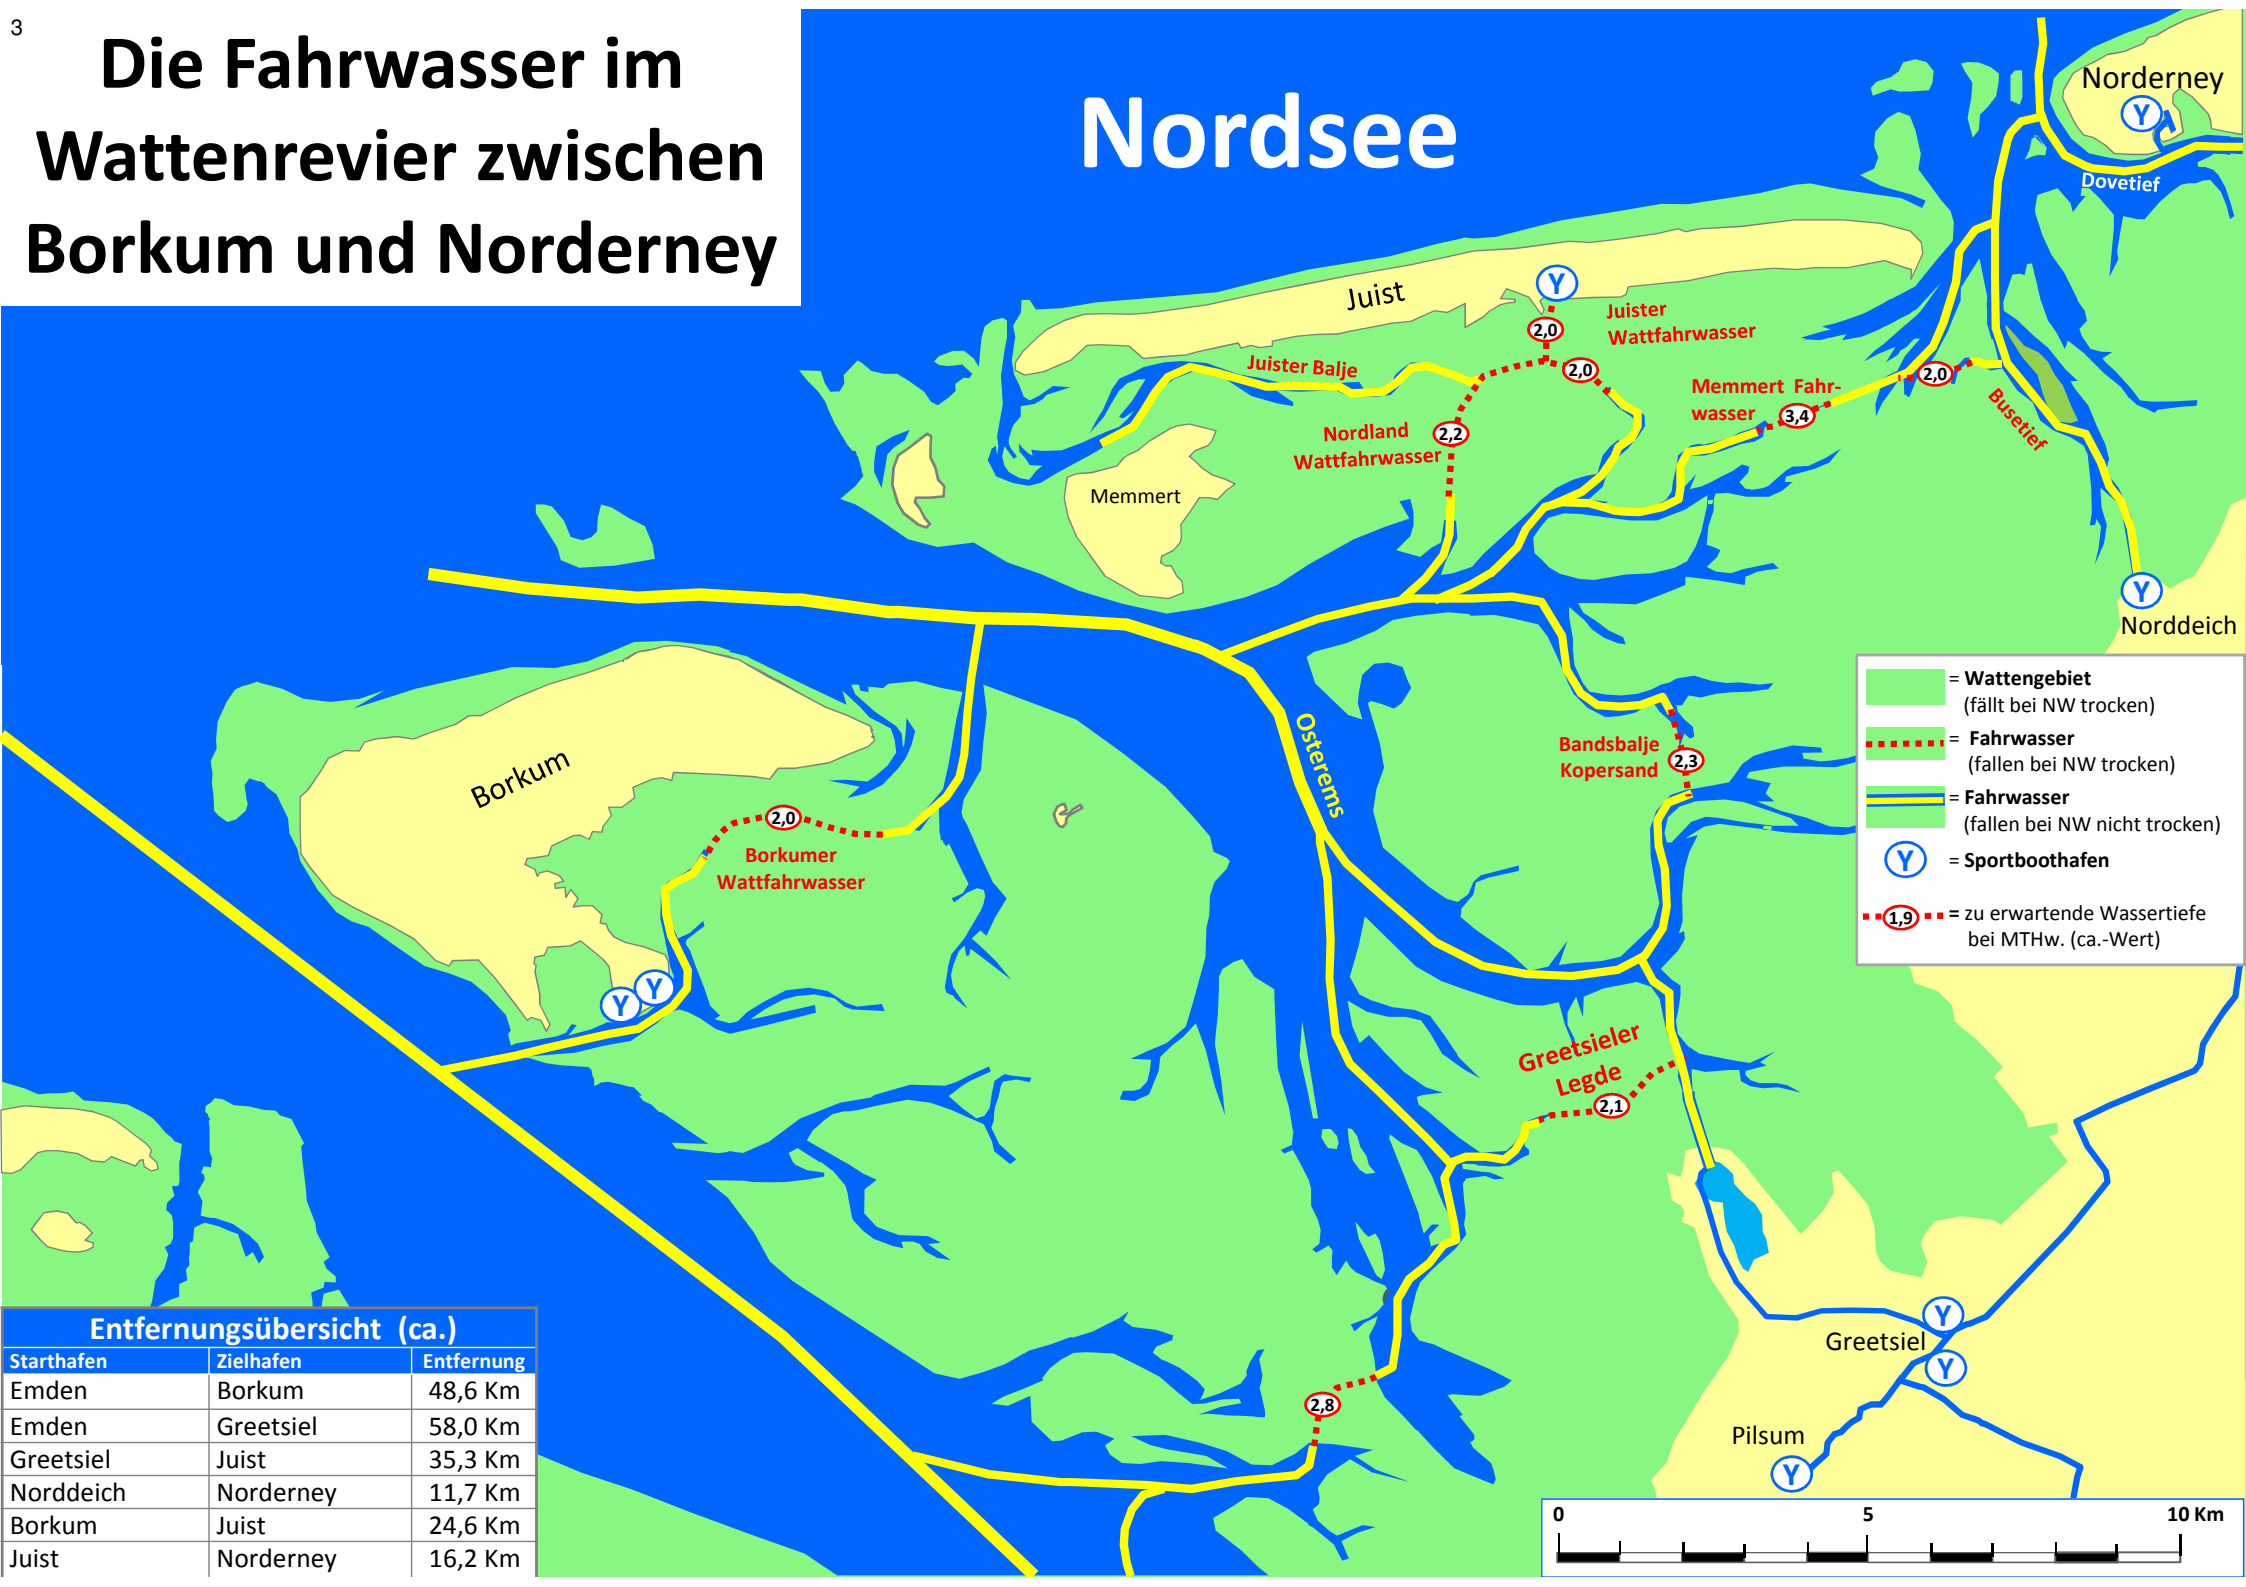 3
Die Fahrwasser im
Wattenrevier zwischen
Borkum und Norderney
Nordsee
Norderney
Y
Dovetief
Juist
Y
2,0
Juister
Wattfahrwasser
Juister Balje
2,0
Memmert Fahr-
wasser
3,4
2,0
Busetief
Nordland
Wattfahrwasser
2,2
Memmert
Y
Norddeich
Osterems
Bandsbalje
Kopersand
2,3
Borkum
2,0
Borkumer
Wattfahrwasser
Y
Y
Greetsieler
Legde
2,1
2,8
Y
Greetsiel
Y
Pilsum
Y
= Wattengebiet
(fällt bei NW trocken)
= Fahrwasser
(fallen bei NW trocken)
= Fahrwasser
(fallen bei NW nicht trocken)
Y = Sportboothafen
1,9 = zu erwartende Wassertiefe
bei MTHw. (ca.-Wert)
Entfernungsübersicht (ca.)
Starthafen Zielhafen Entfernung
Emden Borkum 48,6 Km
Emden Greetsiel 58,0 Km
Greetsiel Juist 35,3 Km
Norddeich Norderney 11,7 Km
Borkum Juist 24,6 Km
Juist Norderney 16,2 Km
0 5 10 Km